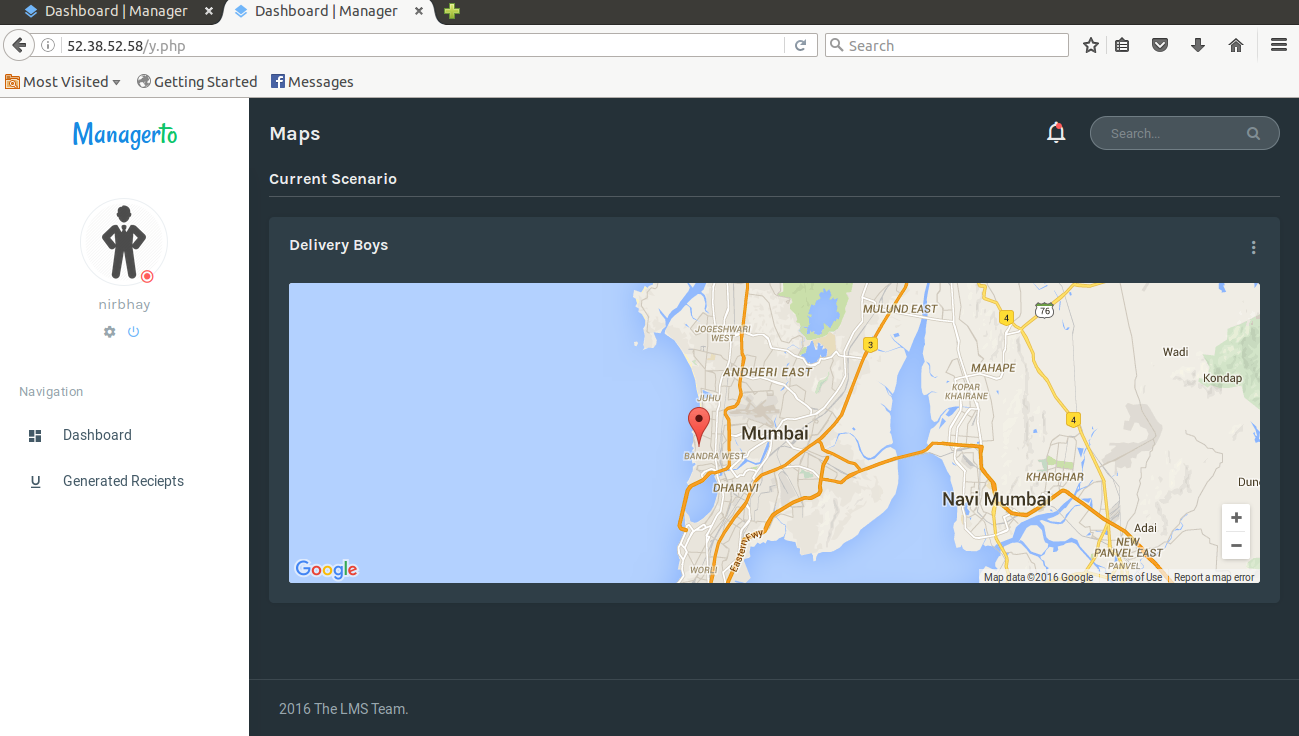 Dashboard | Manager
Dashboard | Manager
52.38.52.58/y.php
Search
Most Visited
Getting Started
Messages
Managerto
Maps
Search...
Current Scenario
nirbhay
Navigation
Dashboard
Generated Reciepts
Delivery Boys
MULUND EAST
JOGESHWARI
WEST
4
76
3
Wadi
ANDHERI EAST
MAHAPE
Kondap
KOPAR
KHAIRANE
JUHU
4
Mumbai
BANDRA WEST
DHARAVI
KHARGHAR
Dund
Navi Mumbai
Adai
Eastern Fwy
NEW
PANVEL EAST
PANVEL
WORLI
Google
Map data ©2016 Google
Terms of Use
Report a map error
2016 The LMS Team.